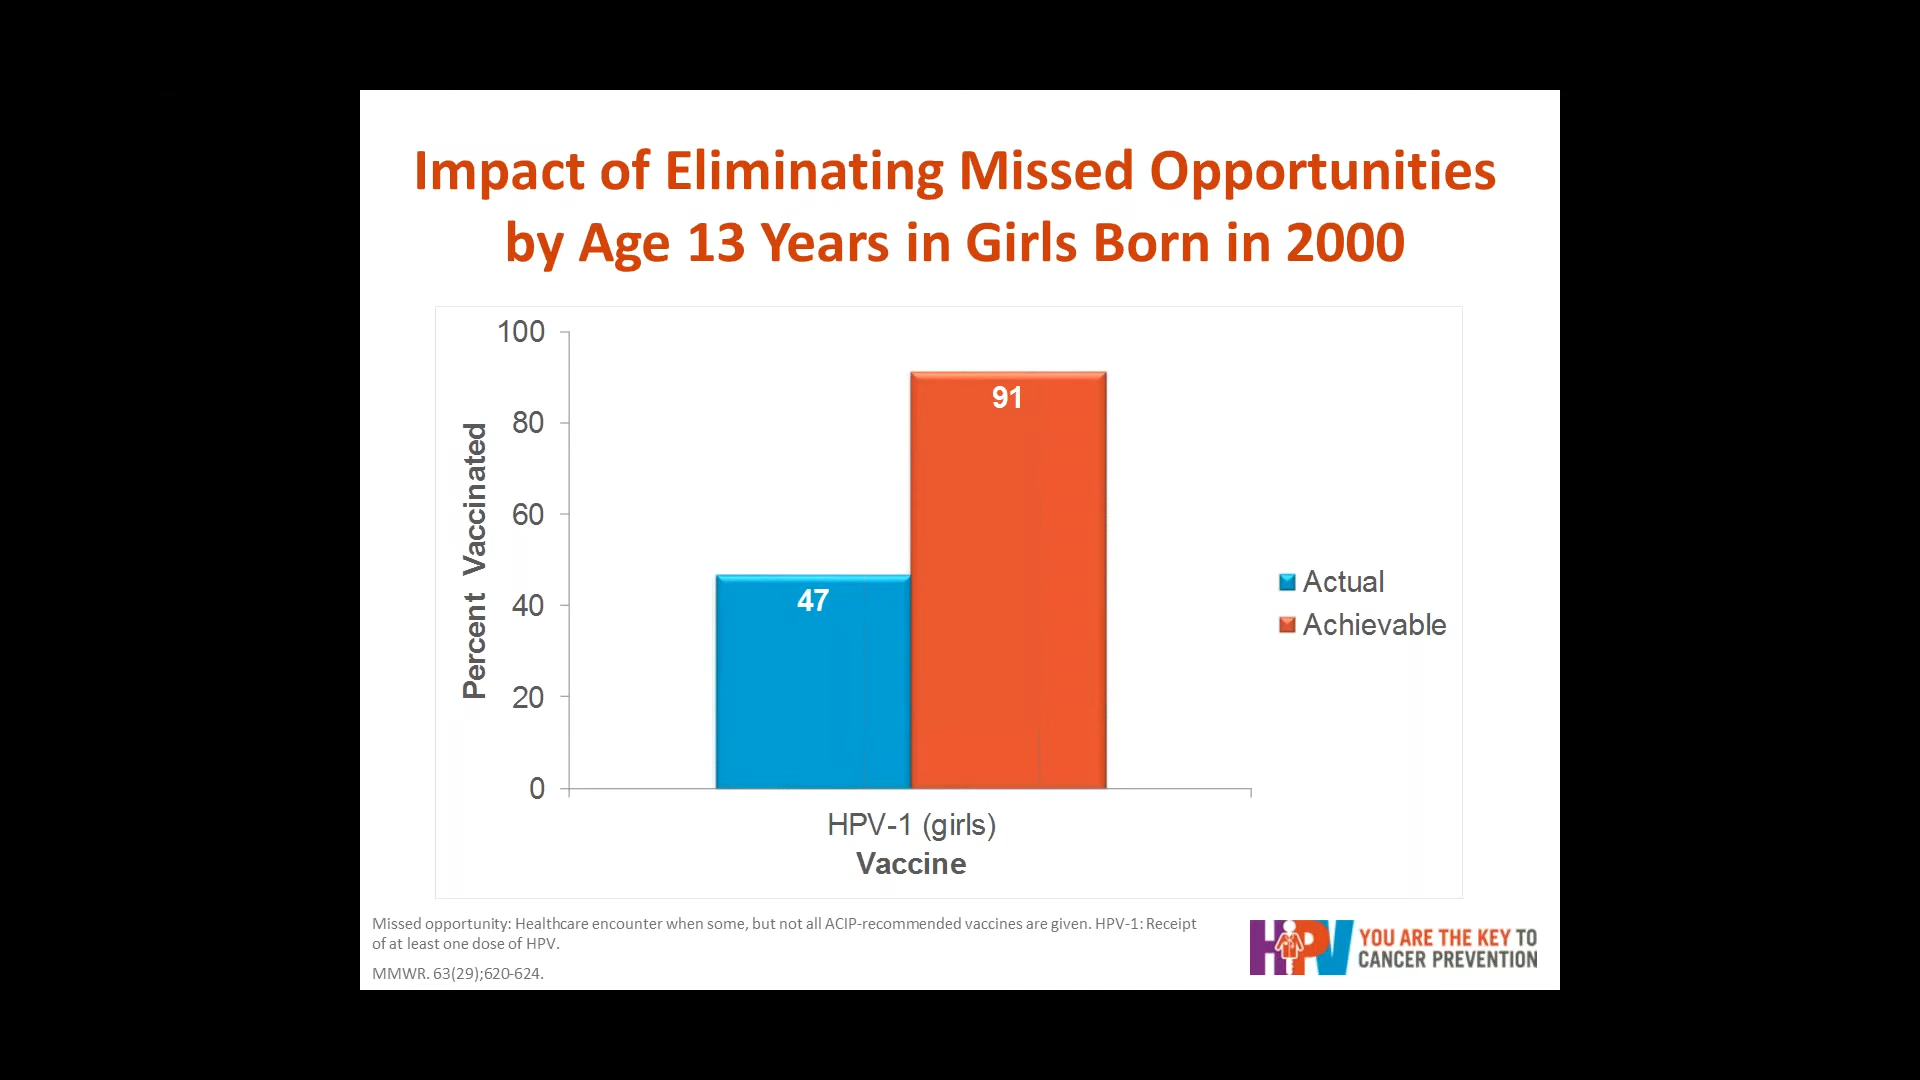 Impact of Eliminating Missed Opportunities
by Age 13 Years in Girls Born in 2000
100
80
60
40
20
0
Percent Vaccinated
47
91
Actual
Achievable
HPV-1 (girls)
Vaccine
Missed opportunity: Healthcare encounter when some, but not all ACIP-recommended vaccines are given. HPV-1: Receipt
of at least one dose of HPV.
MMWR. 63(29);620-624.
HPV
YOU ARE THE KEY TO
CANCER PREVENTION